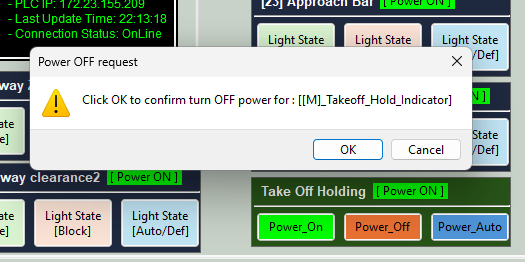 - PLC IP: 172.23.155.209
- Last Update Time: 22:13:18
- Connection Status: OnLine
[23] Approach Bar [ Power ON ]
Light State
Light State
Light State
/Def]
Power OFF request
Click OK to confirm turn OFF power for : [[M]_Takeoff_Hold_Indicator]
OK
Cancel
State
/Def]
way clearance2 [ Power ON ]
State
Light State
[Block]
Light State
[Auto/Def]
Take Off Holding [ Power ON ]
Power_On
Power_Off
Power_Auto